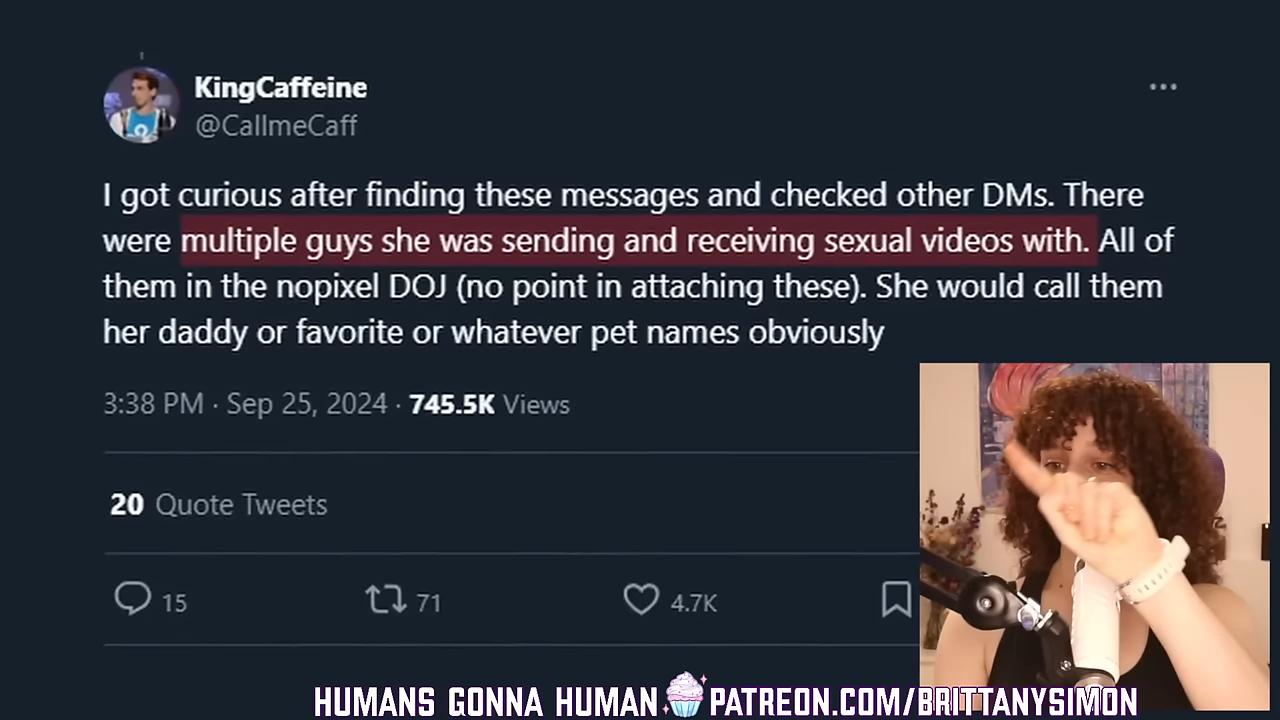 KingCaffeine
@CallmeCaff
I got curious after finding these messages and checked other DMs. There
were multiple guys she was sending and receiving sexual videos with. All of
them in the nopixel DOJ (no point in attaching these). She would call them
her daddy or favorite or whatever pet names obviously
3:38 PM · Sep 25, 2024 · 745.5K Views
20 Quote Tweets
15 71 4.7K
HUMANS GONNA HUMAN PATREON.COM/BRITTANYSIMON